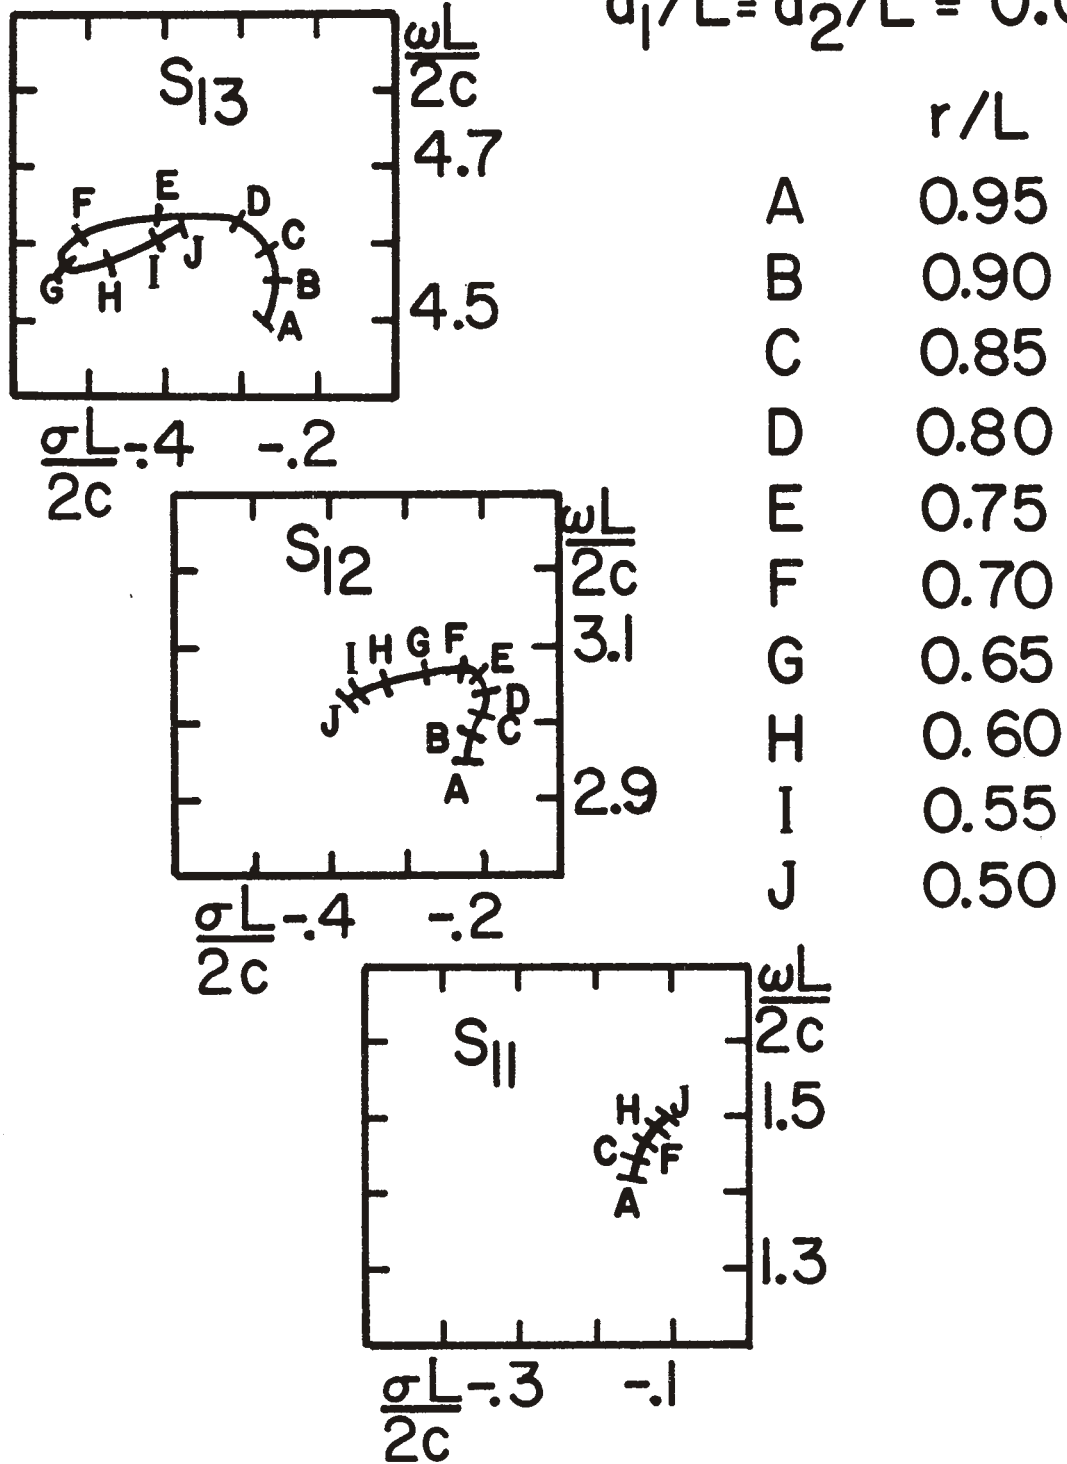 d₁/L = d₂/L =
r/L
A 0.95
B 0.90
C 0.85
D 0.80
E 0.75
F 0.70
G 0.65
H 0.60
I 0.55
J 0.50
S₁₃
ωL/2c
4.7
4.5
F E D C B A
G H I J
σL/2c -.4 -.2
S₁₂
ωL/2c
3.1
2.9
I H G F E
J D
B C
A
σL/2c -.4 -.2
S₁₁
ωL/2c
1.5
1.3
H J
C F
A
σL/2c -.3 -.1